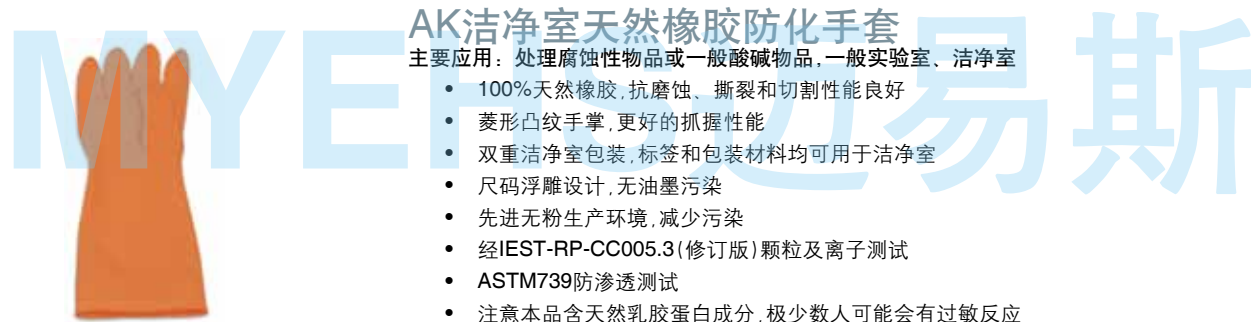 MYEHS迈易斯
AK洁净室天然橡胶防化手套
主要应用：处理腐蚀性物品或一般酸碱物品,一般实验室、洁净室
• 100%天然橡胶,抗磨蚀、撕裂和切割性能良好
• 菱形凸纹手掌,更好的抓握性能
• 双重洁净室包装,标签和包装材料均可用于洁净室
• 尺码浮雕设计,无油墨污染
• 先进无粉生产环境,减少污染
• 经IEST-RP-CC005.3(修订版)颗粒及离子测试
• ASTM739防渗透测试
• 注意本品含天然乳胶蛋白成分,极少数人可能会有过敏反应